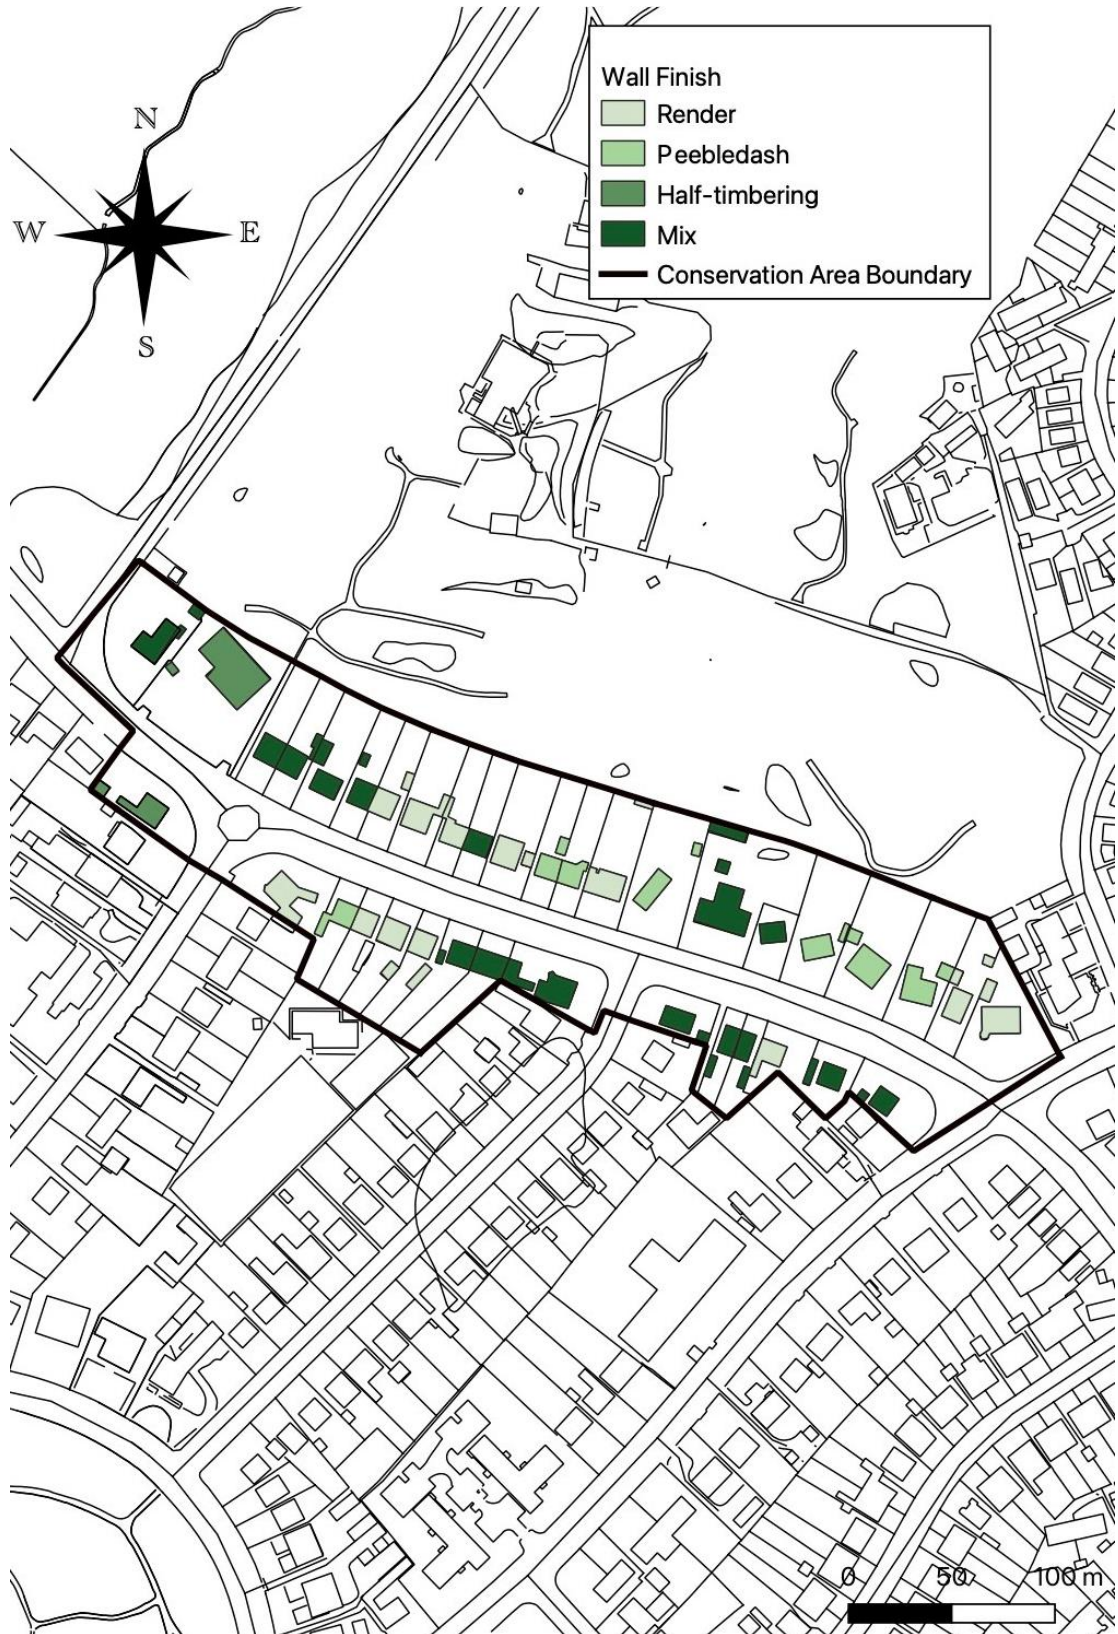 Wall Finish
Render
Peebledash
Half-timbering
Mix
Conservation Area Boundary
N
W E
S
0 50 100 m